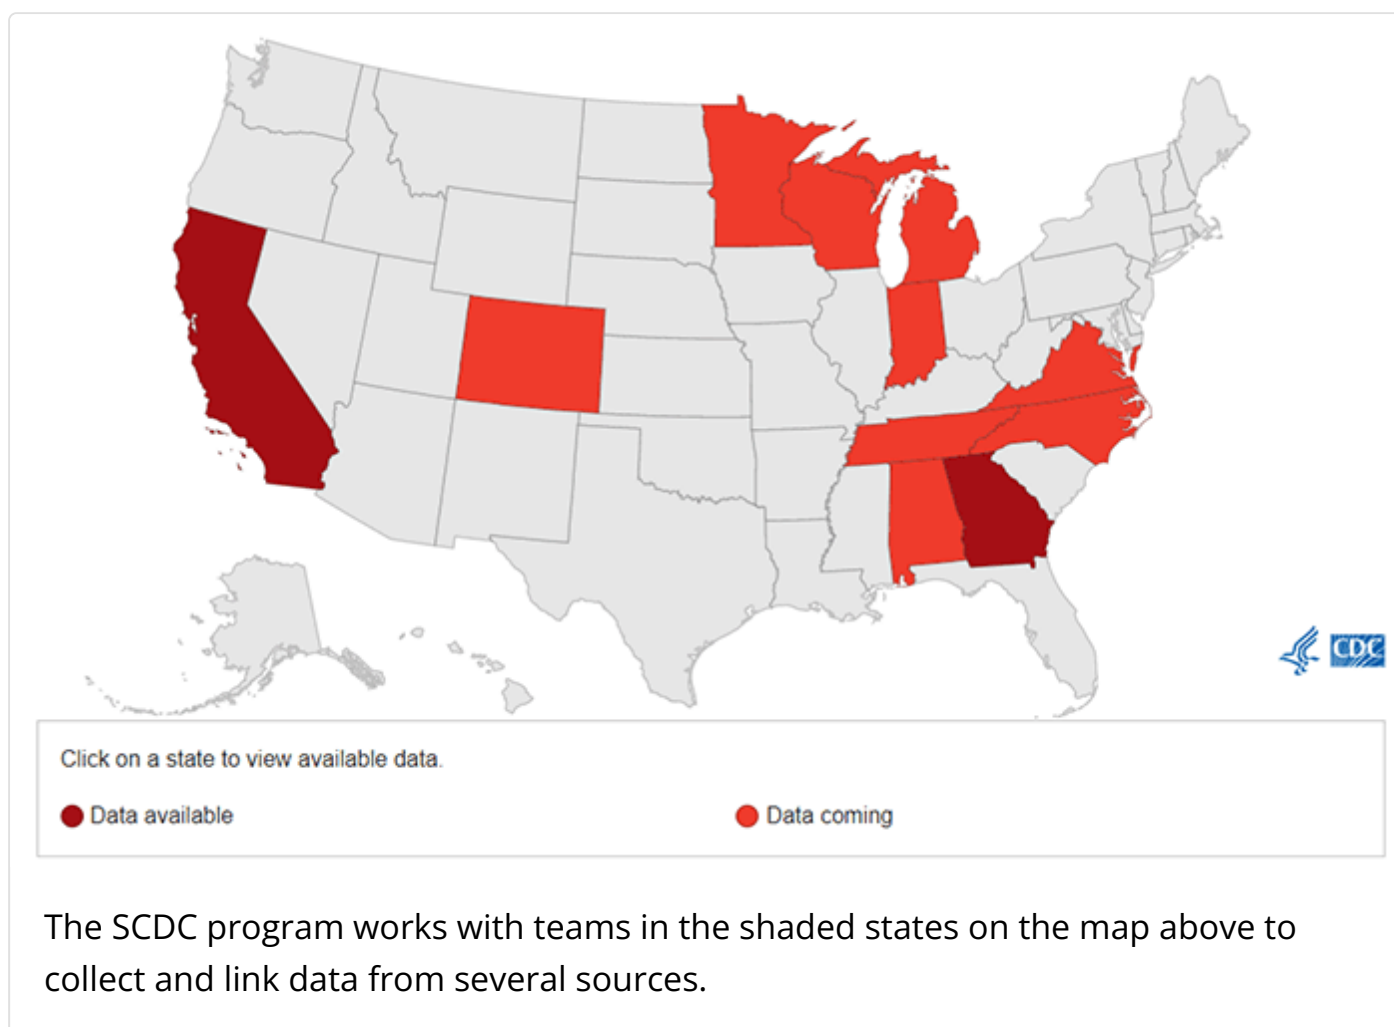 CDC
Click on a state to view available data.
Data available
Data coming
The SCDC program works with teams in the shaded states on the map above to
collect and link data from several sources.